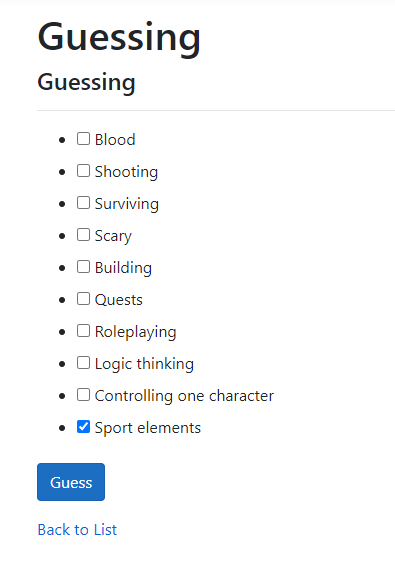 Guessing
Guessing
Blood
Shooting
Surviving
Scary
Building
Quests
Roleplaying
Logic thinking
Controlling one character
Sport elements
Guess
Back to List